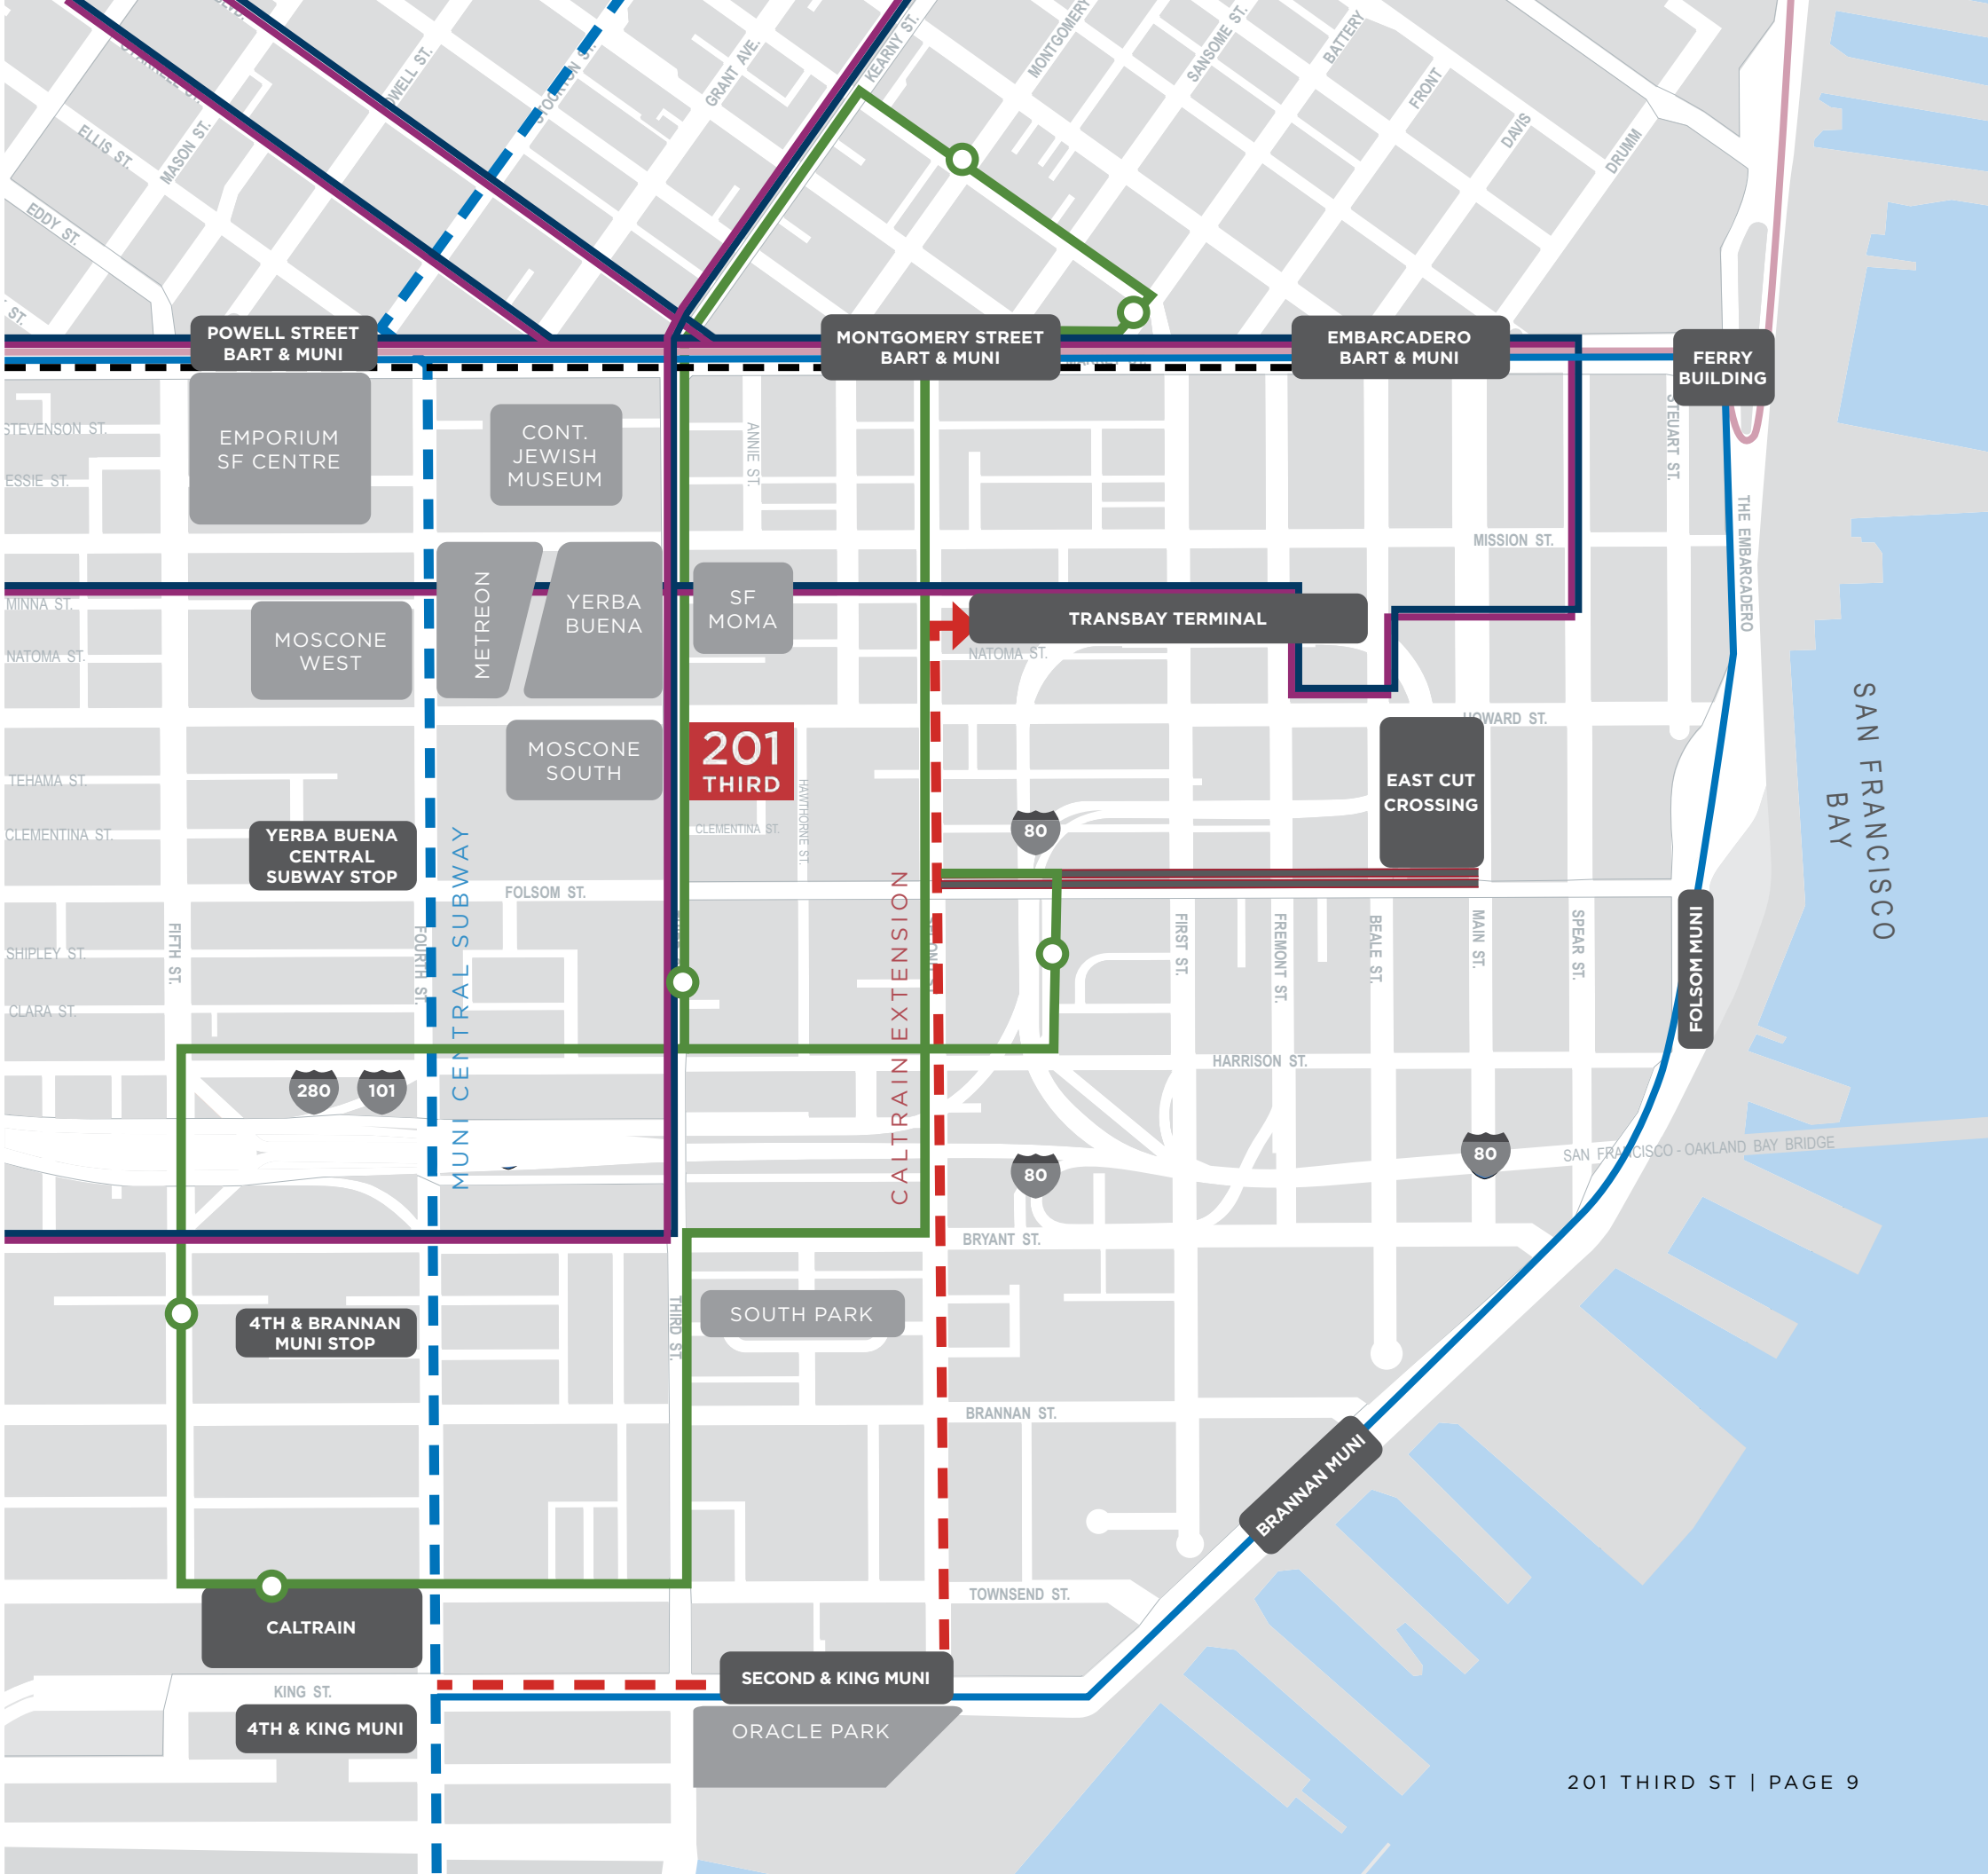 KEARNY ST.
MONTGOMERY
SANSOME ST.
BATTERY
FRONT
DAVIS
DRUMM
GRANT AVE.
ELLIS ST.
MASON ST.
EDDY ST.
ST.
POWELL STREET
BART & MUNI
MONTGOMERY STREET
BART & MUNI
EMBARCADERO
BART & MUNI
FERRY
BUILDING
STEVENSON ST.
EMPORIUM
SF CENTRE
CONT.
JEWISH
MUSEUM
ANNIE ST.
STEUART ST.
THE EMBARCADERO
ESSIE ST.
MISSION ST.
MINNA ST.
METREON
YERBA
BUENA
SF
MOMA
TRANSBAY TERMINAL
MOSCONE
WEST
NATOMA ST.
NATOMA ST.
HOWARD ST.
SAN FRANCISCO
BAY
MOSCONE
SOUTH
201
THIRD
HAWTHORNE ST.
EAST CUT
CROSSING
TEHAMA ST.
CLEMENTINA ST.
CLEMENTINA ST.
80
YERBA BUENA
CENTRAL
SUBWAY STOP
MUNI CENTRAL SUBWAY
CALTRAIN EXTENSION
FOLSOM ST.
FIFTH ST.
FOURTH ST.
FIRST ST.
FREMONT ST.
BEALE ST.
MAIN ST.
SPEAR ST.
FOLSOM MUNI
SHIPLEY ST.
CLARA ST.
HARRISON ST.
280
101
80
80
SAN FRANCISCO - OAKLAND BAY BRIDGE
BRYANT ST.
4TH & BRANNAN
MUNI STOP
THIRD ST.
SOUTH PARK
BRANNAN ST.
BRANNAN MUNI
TOWNSEND ST.
CALTRAIN
SECOND & KING MUNI
KING ST.
4TH & KING MUNI
ORACLE PARK
201 THIRD ST | PAGE 9